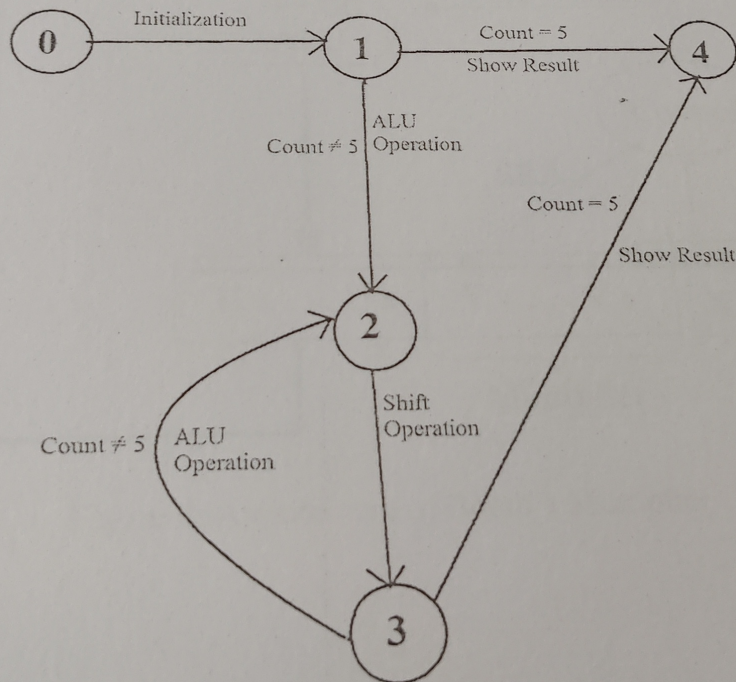 Initialization
0
1
Count = 5
Show Result
4
Count ≠ 5
ALU
Operation
Count = 5
Show Result
2
Shift
Operation
Count ≠ 5
ALU
Operation
3